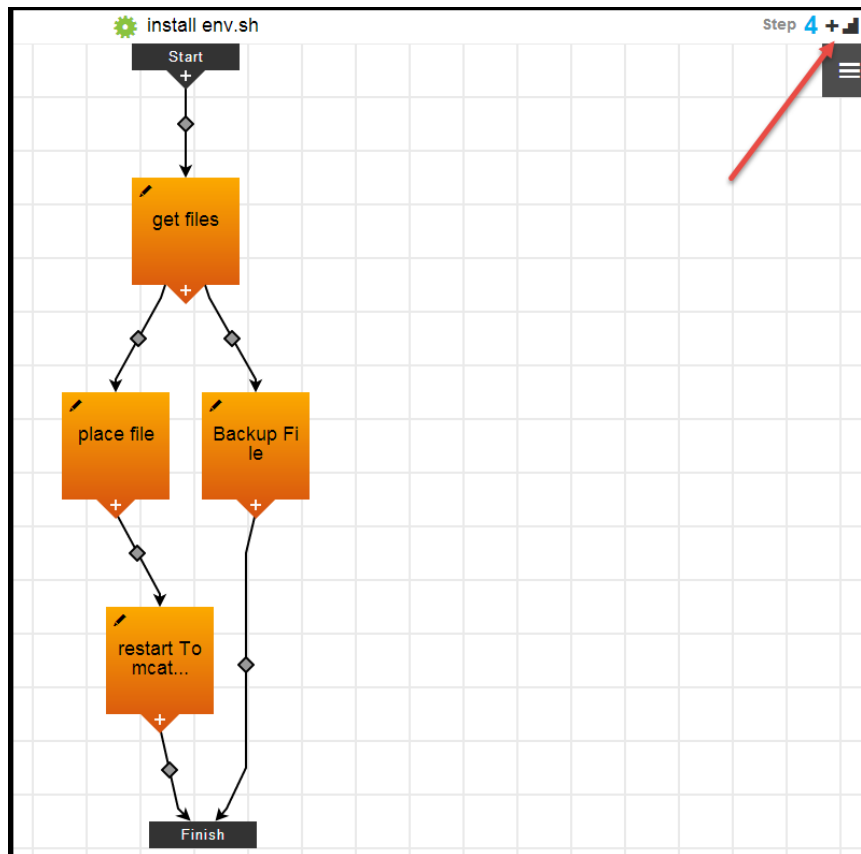 install env.sh
Step 4
Start
get files
place file
Backup Fi
le
restart To
mcat...
Finish